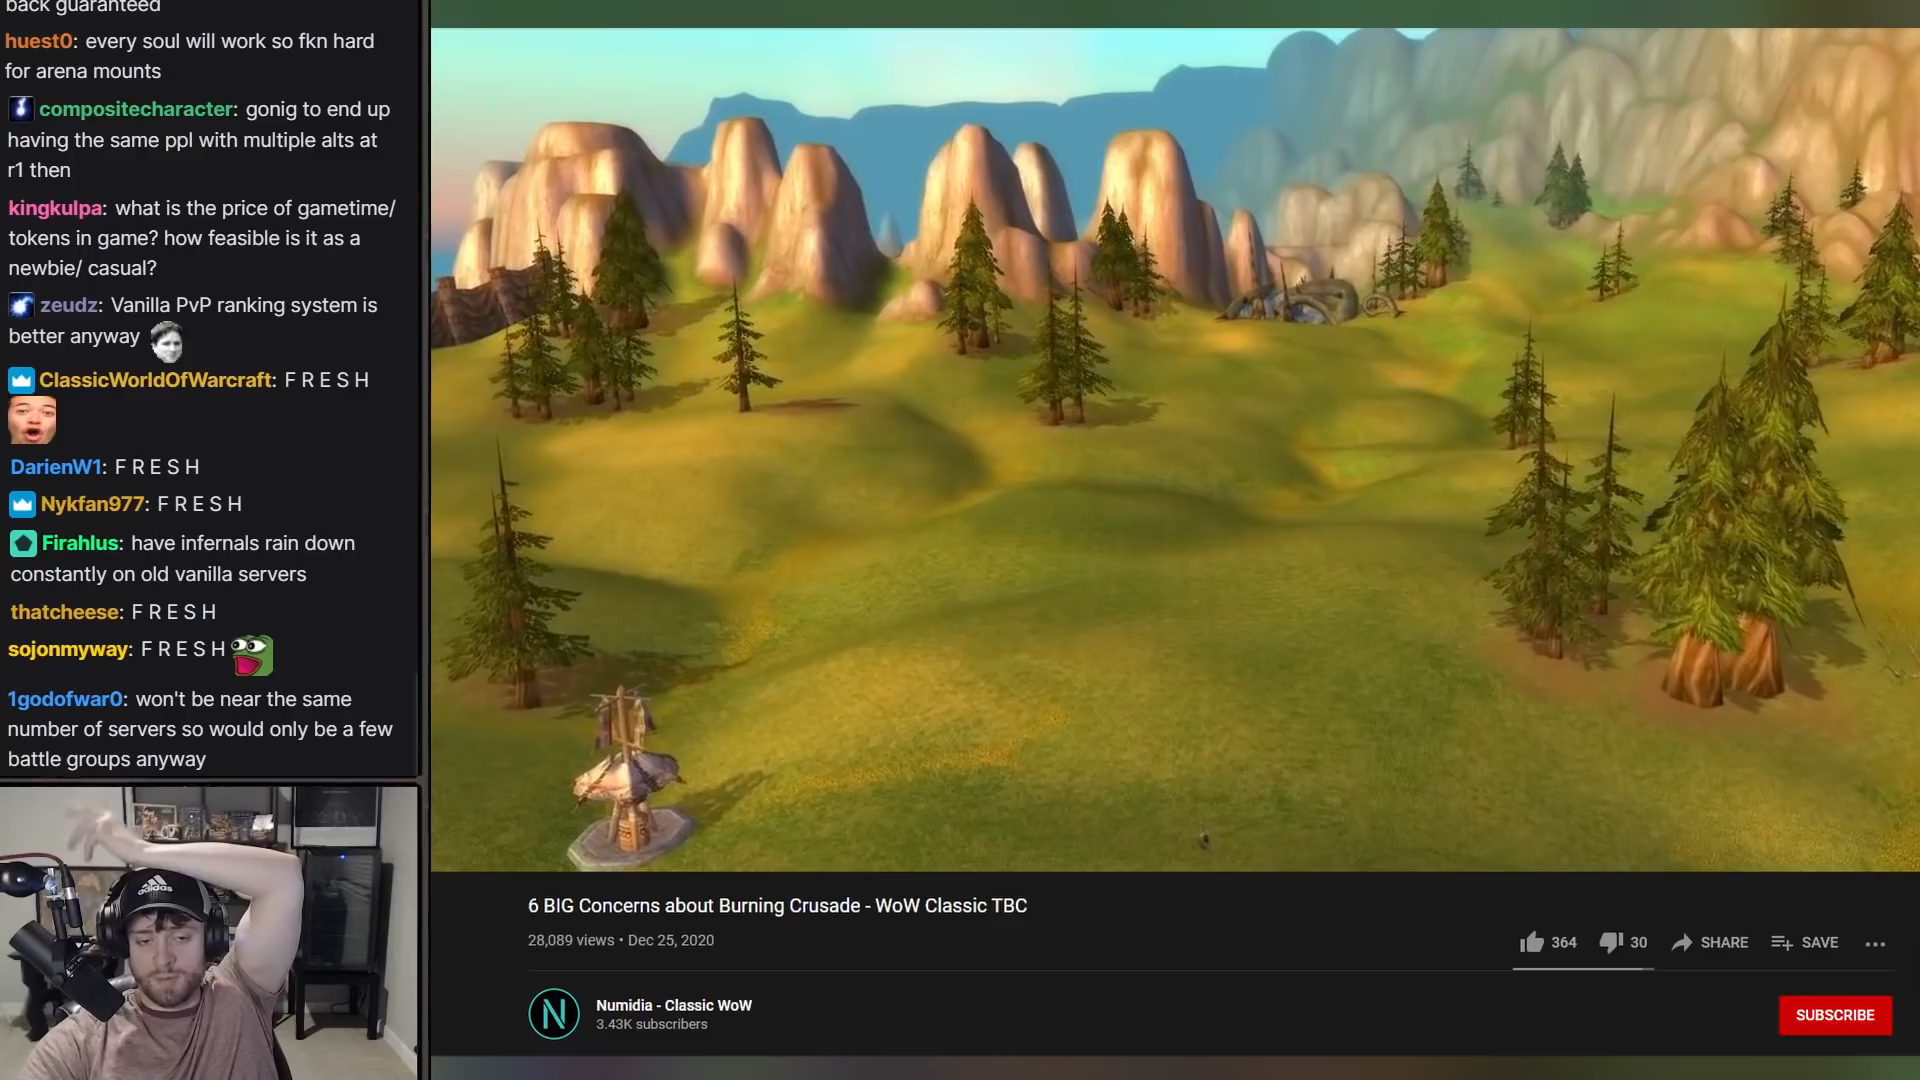 back guaranteed
huest0: every soul will work so fkn hard
for arena mounts
compositecharacter: gonig to end up
having the same ppl with multiple alts at
r1 then
kingkulpa: what is the price of gametime/
tokens in game? how feasible is it as a
newbie/ casual?
zeudz: Vanilla PvP ranking system is
better anyway
ClassicWorldOfWarcraft: F R E S H
DarienW1: F R E S H
Nykfan977: F R E S H
Firahlus: have infernals rain down
constantly on old vanilla servers
thatcheese: F R E S H
sojonmyway: F R E S H
1godofwar0: won't be near the same
number of servers so would only be a few
battle groups anyway
adidas
6 BIG Concerns about Burning Crusade - WoW Classic TBC
28,089 views • Dec 25, 2020
364
30
SHARE
SAVE
N
Numidia - Classic WoW
3.43K subscribers
SUBSCRIBE